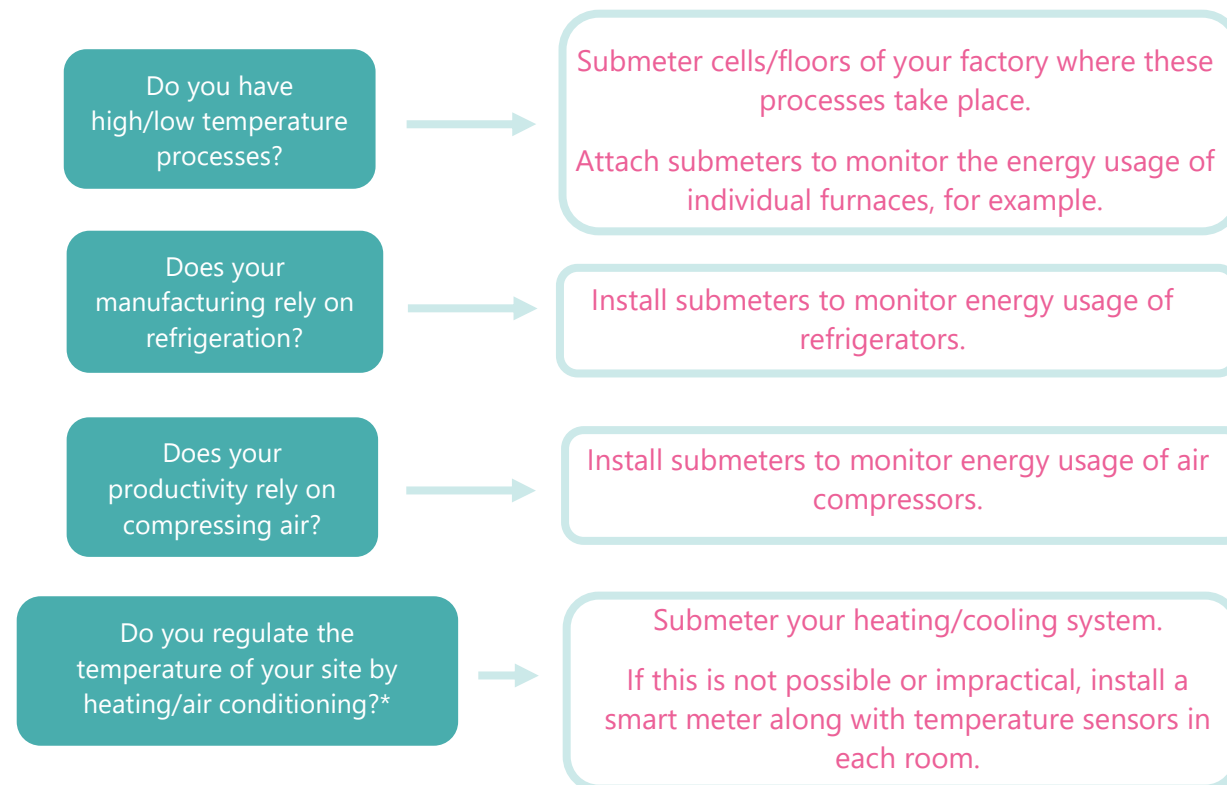 Do you have
high/low temperature
processes?
Submeter cells/floors of your factory where these
processes take place.
Attach submeters to monitor the energy usage of
individual furnaces, for example.
Does your
manufacturing rely on
refrigeration?
Install submeters to monitor energy usage of
refrigerators.
Does your
productivity rely on
compressing air?
Install submeters to monitor energy usage of air
compressors.
Do you regulate the
temperature of your site by
heating/air conditioning?*
Submeter your heating/cooling system.
If this is not possible or impractical, install a
smart meter along with temperature sensors in
each room.